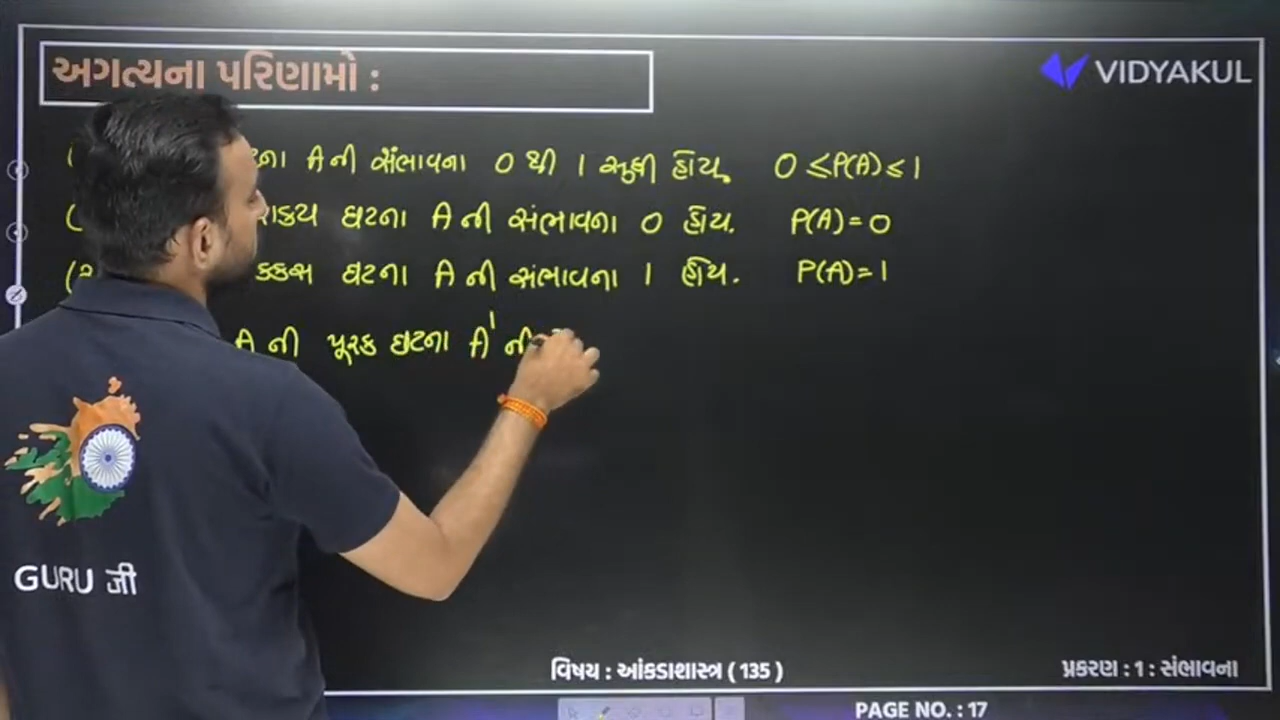 અગત્યના પરિણામો :
VIDYAKUL
A ની સંભાવના 0 થી 1 સુધી હોય. 0 ≤ P(A) ≤ 1
ઘટના A ની સંભાવના 0 હોય. P(A) = 0
ઘટના A ની સંભાવના 1 હોય. P(A) = 1
A ની પૂરક ઘટના A' ની
GURU जी
વિષય : આંકડાશાસ્ત્ર ( 135 )
પ્રકરણ : 1 : સંભાવના
PAGE NO. : 17